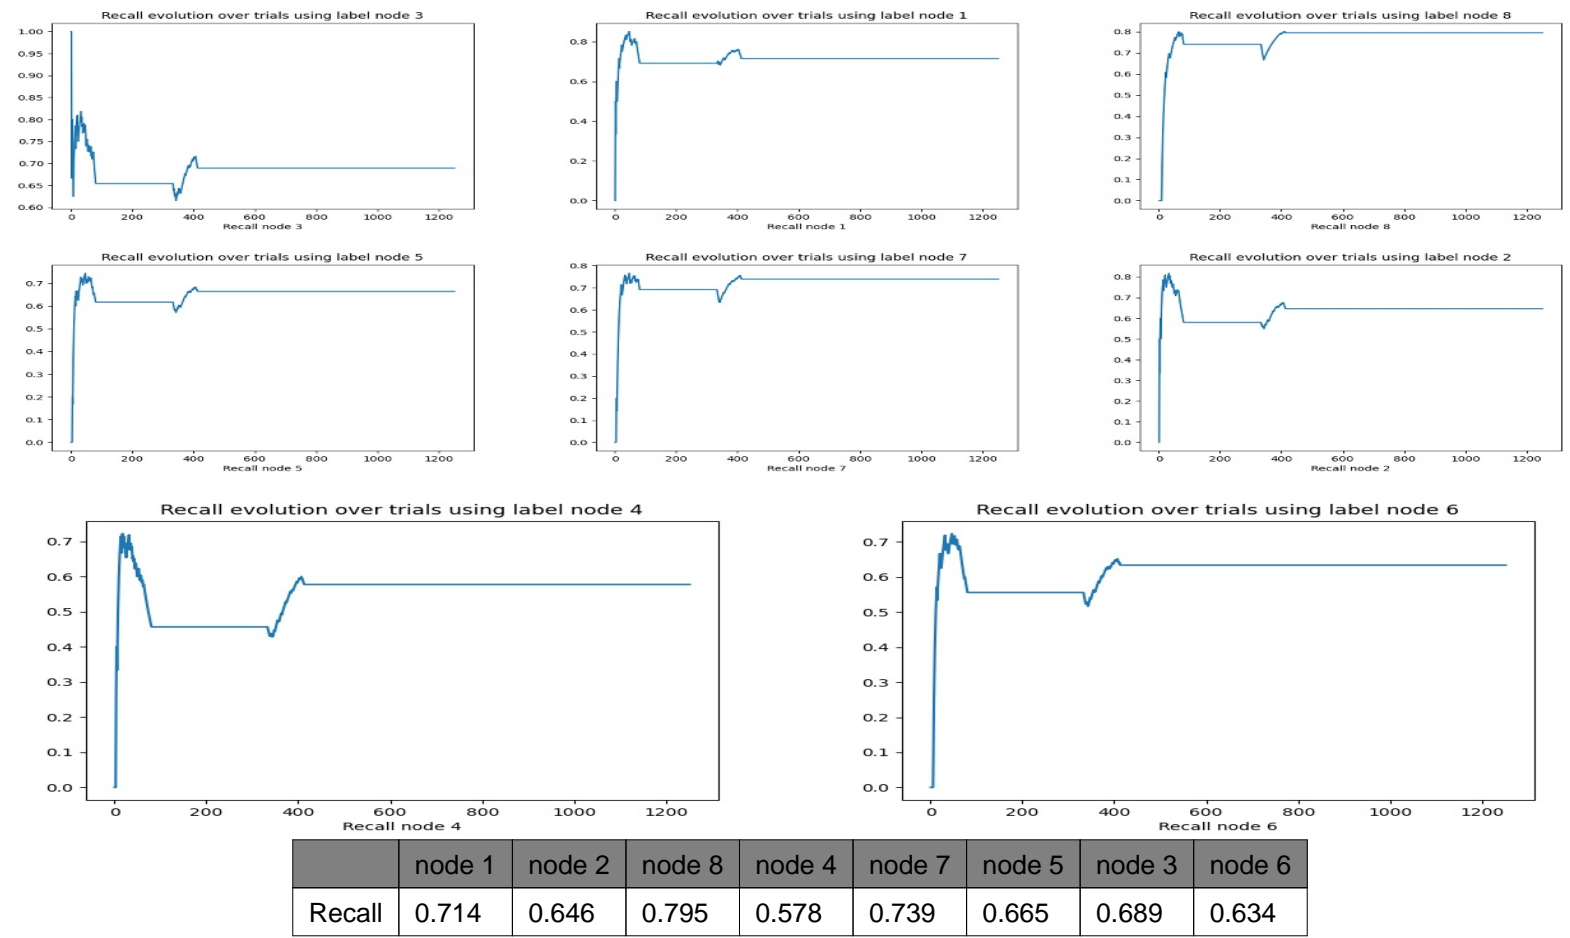 Recall evolution over trials using label node 3
1.00
0.95
0.90
0.85
0.80
0.75
0.70
0.65
0.60
0 200 400 600 800 1000 1200
Recall node 3
Recall evolution over trials using label node 1
0.8
0.6
0.4
0.2
0.0
0 200 400 600 800 1000 1200
Recall node 1
Recall evolution over trials using label node 8
0.8
0.7
0.6
0.5
0.4
0.3
0.2
0.1
0.0
0 200 400 600 800 1000 1200
Recall node 8
Recall evolution over trials using label node 5
0.7
0.6
0.5
0.4
0.3
0.2
0.1
0.0
0 200 400 600 800 1000 1200
Recall node 5
Recall evolution over trials using label node 7
0.8
0.7
0.6
0.5
0.4
0.3
0.2
0.1
0.0
0 200 400 600 800 1000 1200
Recall node 7
Recall evolution over trials using label node 2
0.8
0.7
0.6
0.5
0.4
0.3
0.2
0.1
0.0
0 200 400 600 800 1000 1200
Recall node 2
Recall evolution over trials using label node 4
0.7
0.6
0.5
0.4
0.3
0.2
0.1
0.0
0 200 400 600 800 1000 1200
Recall node 4
Recall evolution over trials using label node 6
0.7
0.6
0.5
0.4
0.3
0.2
0.1
0.0
0 200 400 600 800 1000 1200
Recall node 6
node 1 node 2 node 8 node 4 node 7 node 5 node 3 node 6
Recall 0.714 0.646 0.795 0.578 0.739 0.665 0.689 0.634